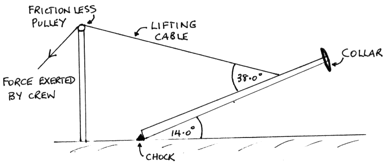 FRICTION LESS
PULLEY
LIFTING
CABLE
COLLAR
FORCE EXERTED
BY CREW
38.0°
14.0°
CHOCK